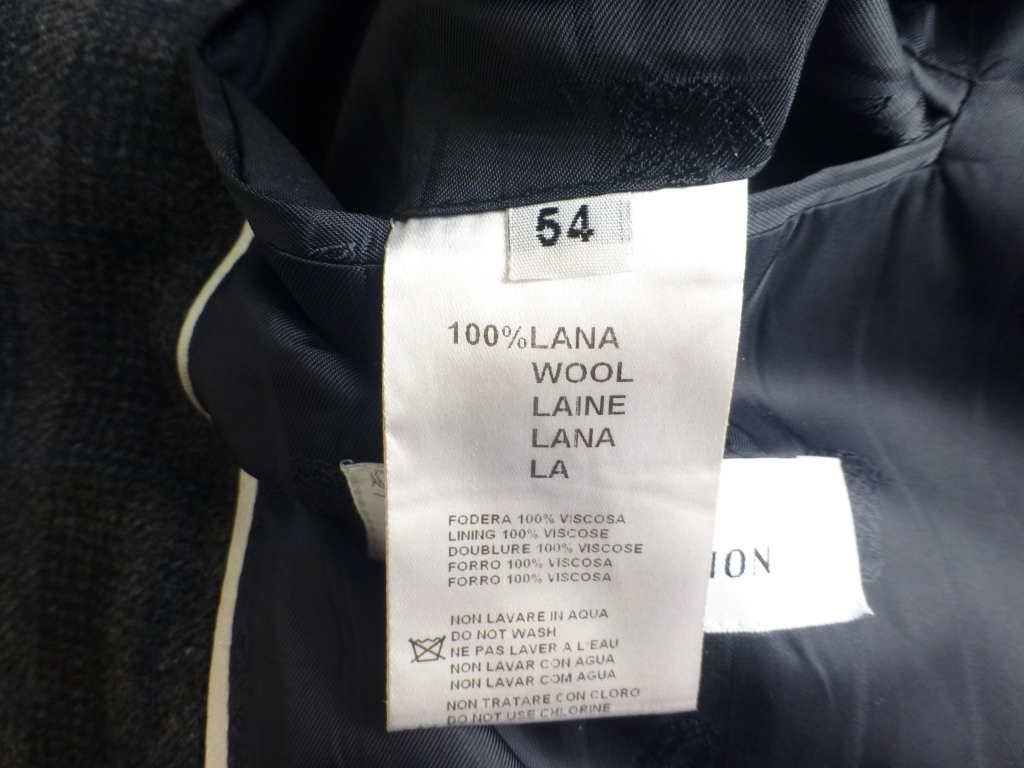 54
100% LANA
WOOL
LAINE
LANA
LA
FODERA 100% VISCOSA
LINING 100% VISCOSE
DOUBLURE 100% VISCOSE
FORRO 100% VISCOSA
FORRO 100% VISCOSA
ION
NON LAVARE IN AQUA
DO NOT WASH
NE PAS LAVER A L'EAU
NON LAVAR CON AGUA
NON LAVAR COM AGUA
NON TRATARE CON CLORO
DO NOT USE CHLORINE